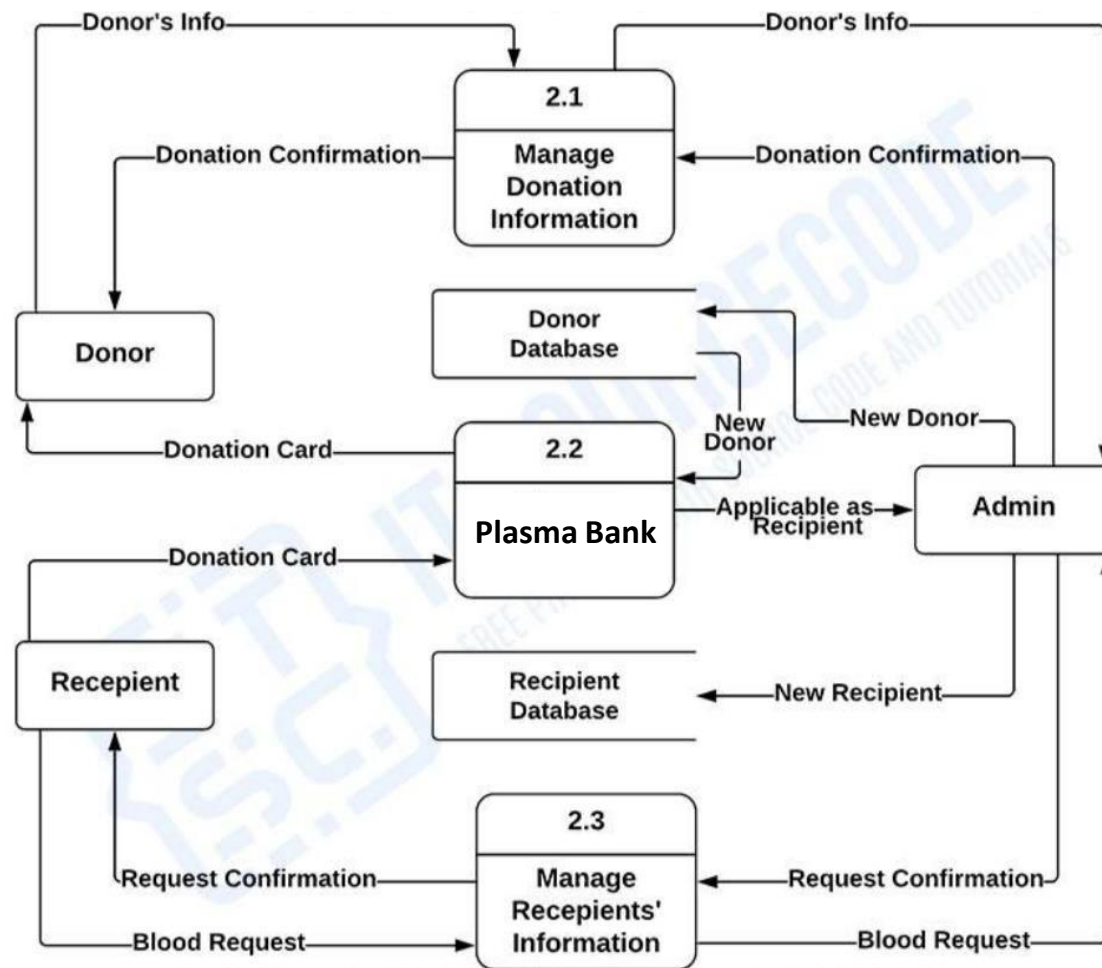 Donor's Info
Donor's Info
2.1
Manage
Donation
Information
Donation Confirmation
Donation Confirmation
Donor
Database
Donor
New Donor
New
Donor
Donation Card
2.2
Plasma Bank
Applicable as
Recipient
Admin
Donation Card
Recepient
Recipient
Database
New Recipient
2.3
Manage
Recepients'
Information
Request Confirmation
Request Confirmation
Blood Request
Blood Request